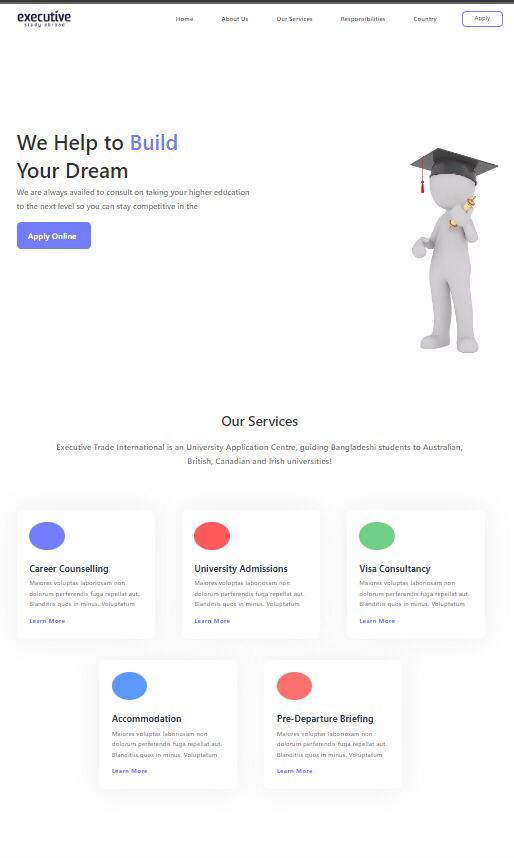 executive
study abroad
Home About Us Our Services Responsibilities Country Apply
We Help to Build
Your Dream
We are always availed to consult on taking your higher education
to the next level so you can stay competitive in the
Apply Online
Our Services
Executive Trade International is an University Application Centre, guiding Bangladeshi students to Australian,
British, Canadian and Irish universities!
Career Counselling
Maiores voluptas laboriosam non
dolorum perferendis fuga repellat aut.
Blanditiis quos in minus. Voluptatum
Learn More
University Admissions
Maiores voluptas laboriosam non
dolorum perferendis fuga repellat aut.
Blanditiis quos in minus. Voluptatum
Learn More
Visa Consultancy
Maiores voluptas laboriosam non
dolorum perferendis fuga repellat aut.
Blanditiis quos in minus. Voluptatum
Learn More
Accommodation
Maiores voluptas laboriosam non
dolorum perferendis fuga repellat aut.
Blanditiis quos in minus. Voluptatum
Learn More
Pre-Departure Briefing
Maiores voluptas laboriosam non
dolorum perferendis fuga repellat aut.
Blanditiis quos in minus. Voluptatum
Learn More